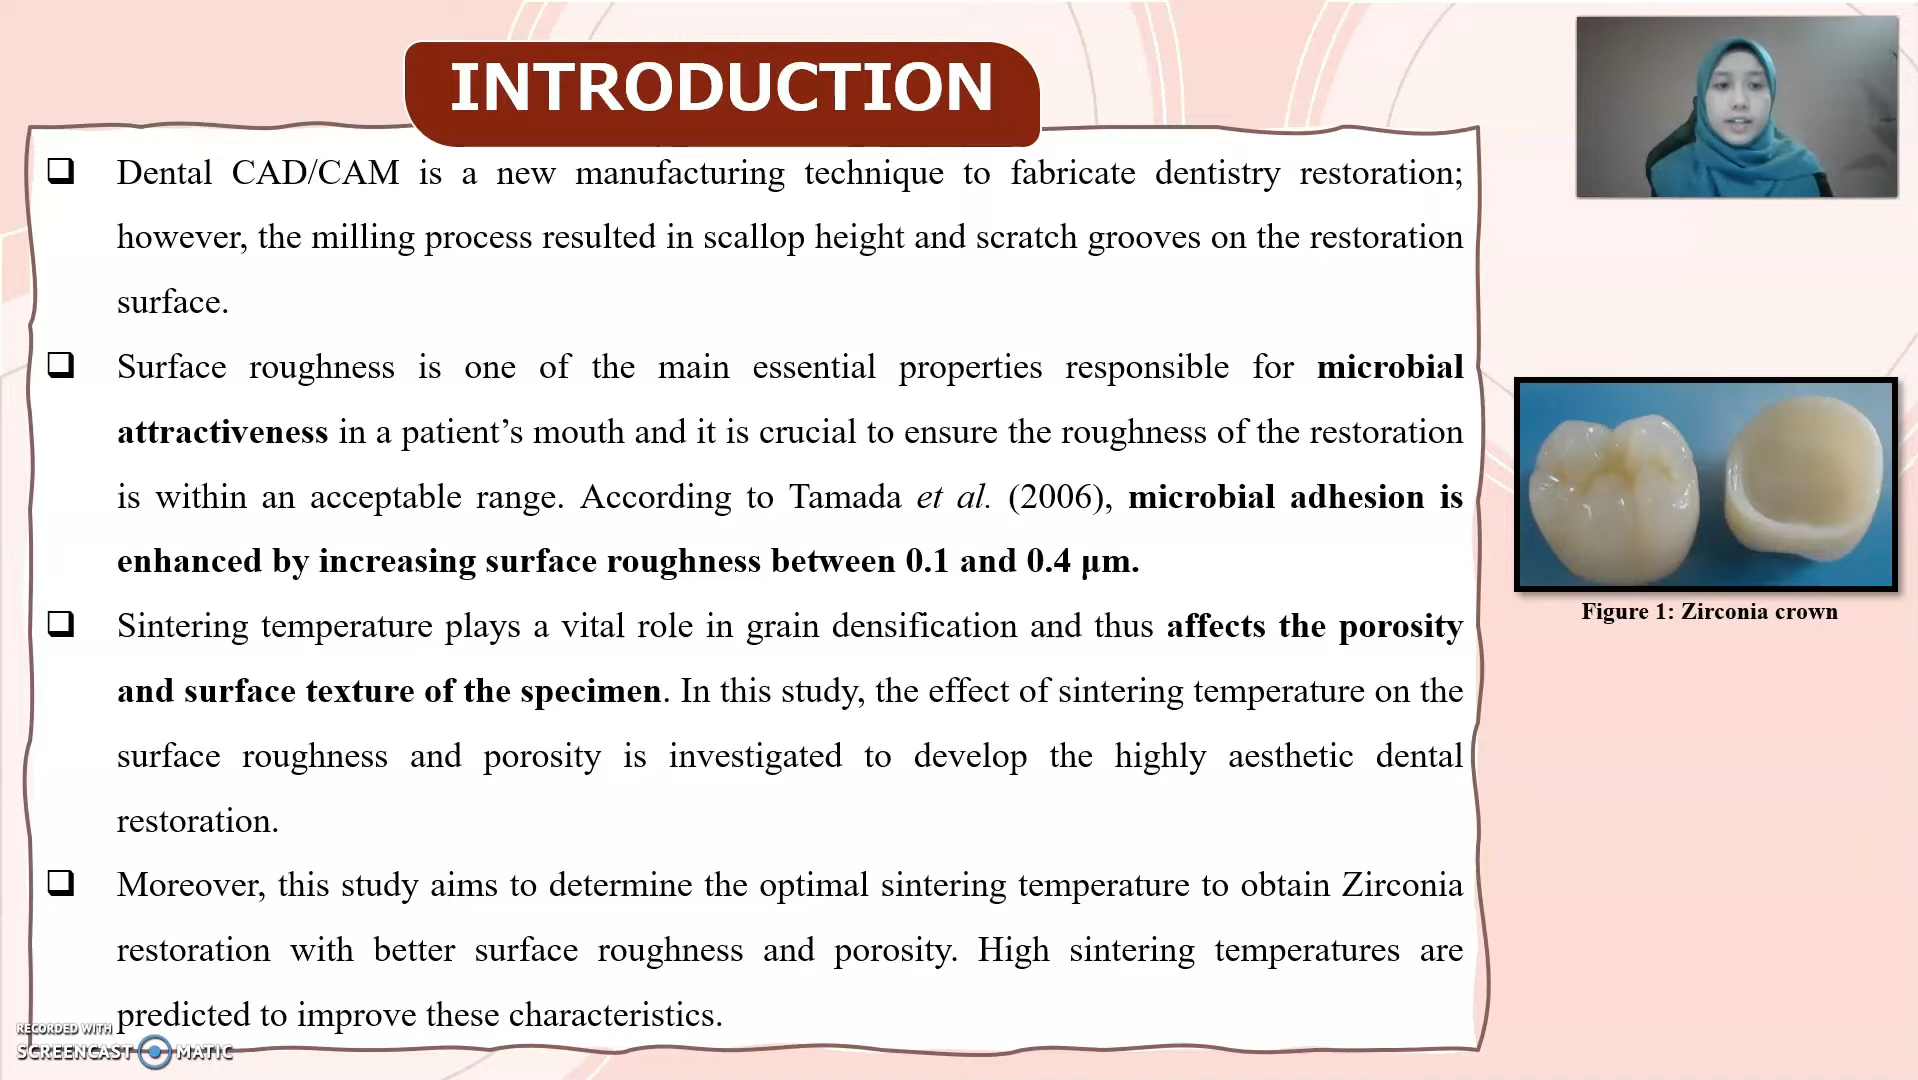 INTRODUCTION
❑ Dental CAD/CAM is a new manufacturing technique to fabricate dentistry restoration;
however, the milling process resulted in scallop height and scratch grooves on the restoration
surface.
❑ Surface roughness is one of the main essential properties responsible for microbial
attractiveness in a patient’s mouth and it is crucial to ensure the roughness of the restoration
is within an acceptable range. According to Tamada et al. (2006), microbial adhesion is
enhanced by increasing surface roughness between 0.1 and 0.4 μm.
❑ Sintering temperature plays a vital role in grain densification and thus affects the porosity
and surface texture of the specimen. In this study, the effect of sintering temperature on the
surface roughness and porosity is investigated to develop the highly aesthetic dental
restoration.
❑ Moreover, this study aims to determine the optimal sintering temperature to obtain Zirconia
restoration with better surface roughness and porosity. High sintering temperatures are
predicted to improve these characteristics.
Figure 1: Zirconia crown
RECORDED WITH
SCREENCAST MATIC